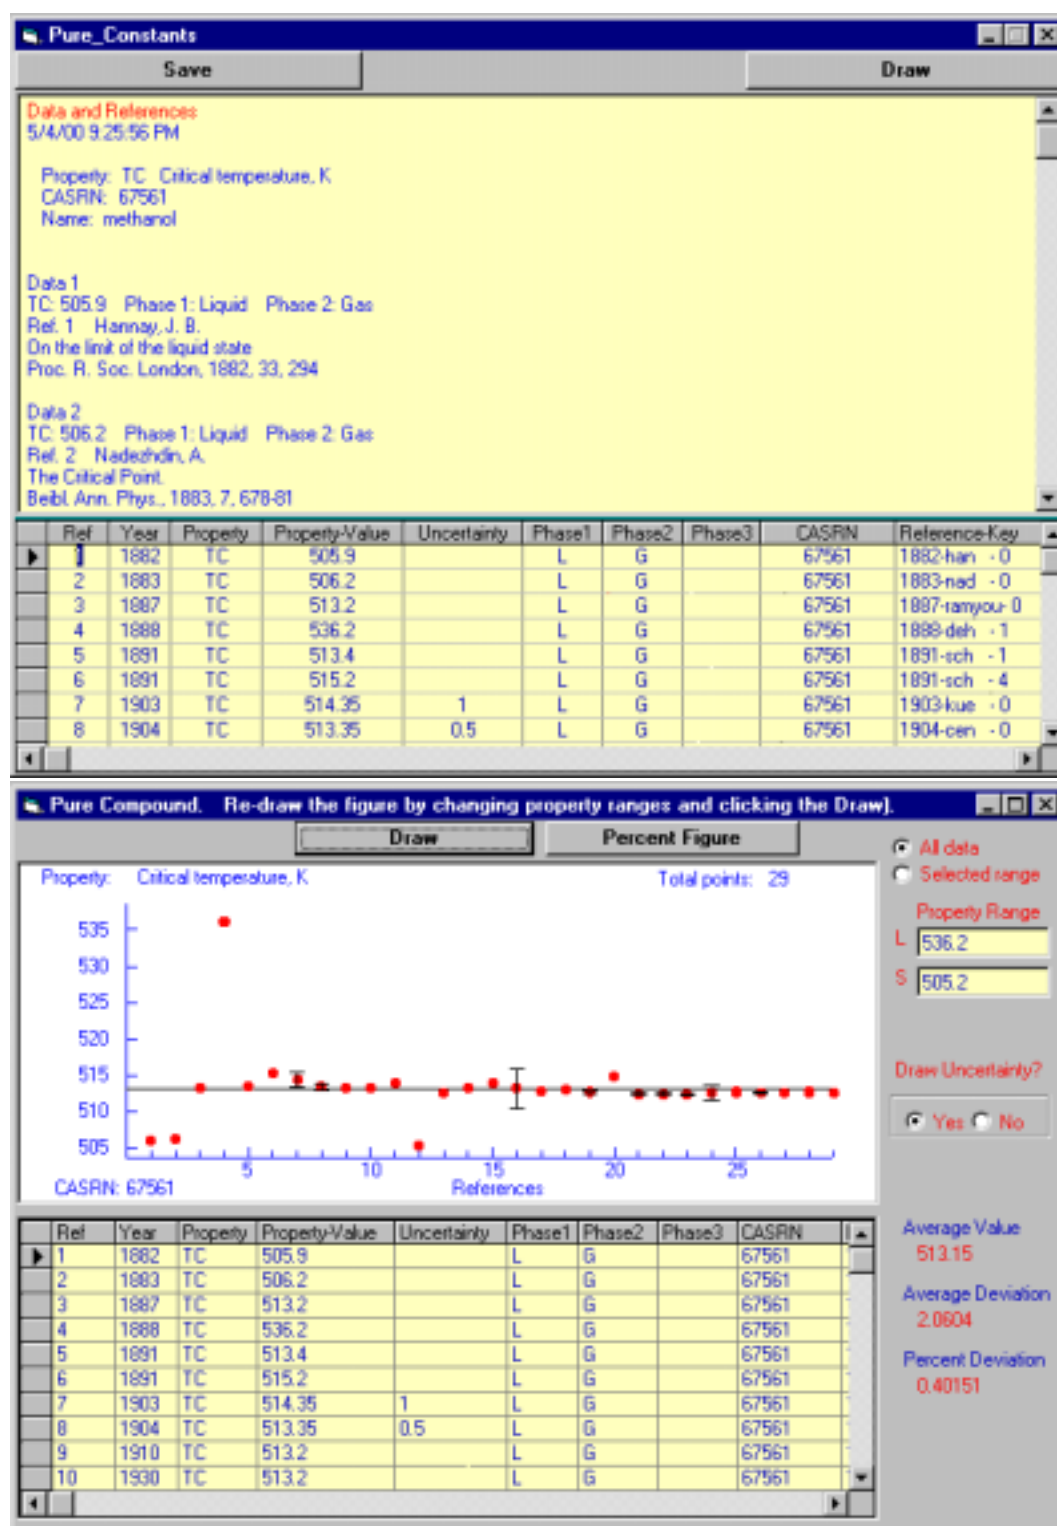 Pure_Constants
Save Draw
Data and References
5/4/00 9:25:56 PM
Property: TC Critical temperature, K
CASRN: 67561
Name: methanol
Data 1
TC: 505.9 Phase 1: Liquid Phase 2: Gas
Ref. 1 Hannay, J. B.
On the limit of the liquid state
Proc. R. Soc. London, 1882, 33, 294
Data 2
TC: 506.2 Phase 1: Liquid Phase 2: Gas
Ref. 2 Nadezhdin, A.
The Critical Point.
Beibl. Ann. Phys., 1883, 7, 678-81
Ref Year Property Property-Value Uncertainty Phase1 Phase2 Phase3 CASRN Reference-Key
1 1882 TC 505.9 L G 67561 1882-han - 0
2 1883 TC 506.2 L G 67561 1883-nad - 0
3 1887 TC 513.2 L G 67561 1887-ramyou- 0
4 1888 TC 536.2 L G 67561 1888-deh - 1
5 1891 TC 513.4 L G 67561 1891-sch - 1
6 1891 TC 515.2 L G 67561 1891-sch - 4
7 1903 TC 514.35 1 L G 67561 1903-kue - 0
8 1904 TC 513.35 0.5 L G 67561 1904-cen - 0
Pure Compound. Re-draw the figure by changing property ranges and clicking the Draw].
Draw Percent Figure
All data
Selected range
Property: Critical temperature, K Total points: 29
Property Range
L 536.2
S 505.2
535
530
525
520
515
510
505
5 10 15 20 25
CASRN: 67561 References
Draw Uncertainty?
Yes No
Ref Year Property Property-Value Uncertainty Phase1 Phase2 Phase3 CASRN
1 1882 TC 505.9 L G 67561
2 1883 TC 506.2 L G 67561
3 1887 TC 513.2 L G 67561
4 1888 TC 536.2 L G 67561
5 1891 TC 513.4 L G 67561
6 1891 TC 515.2 L G 67561
7 1903 TC 514.35 1 L G 67561
8 1904 TC 513.35 0.5 L G 67561
9 1910 TC 513.2 L G 67561
10 1930 TC 513.2 L G 67561
Average Value
513.15
Average Deviation
2.0604
Percent Deviation
0.40151